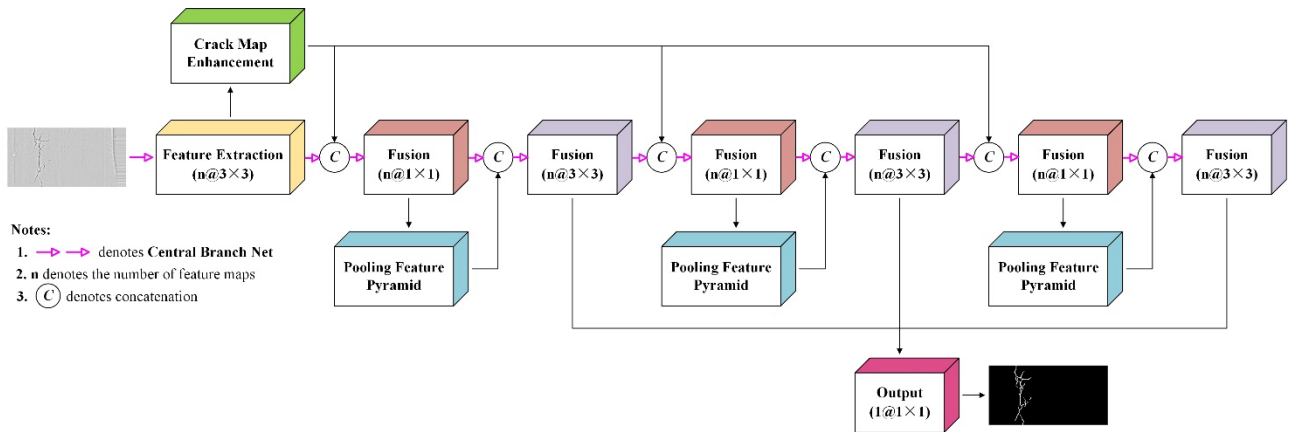 Crack Map
Enhancement
Feature Extraction
(n@3×3)
C
Fusion
(n@1×1)
C
Fusion
(n@3×3)
C
Fusion
(n@1×1)
C
Fusion
(n@3×3)
C
Fusion
(n@1×1)
C
Fusion
(n@3×3)
Pooling Feature
Pyramid
Pooling Feature
Pyramid
Pooling Feature
Pyramid
Notes:
1. denotes Central Branch Net
2. n denotes the number of feature maps
3. C denotes concatenation
Output
(1@1×1)